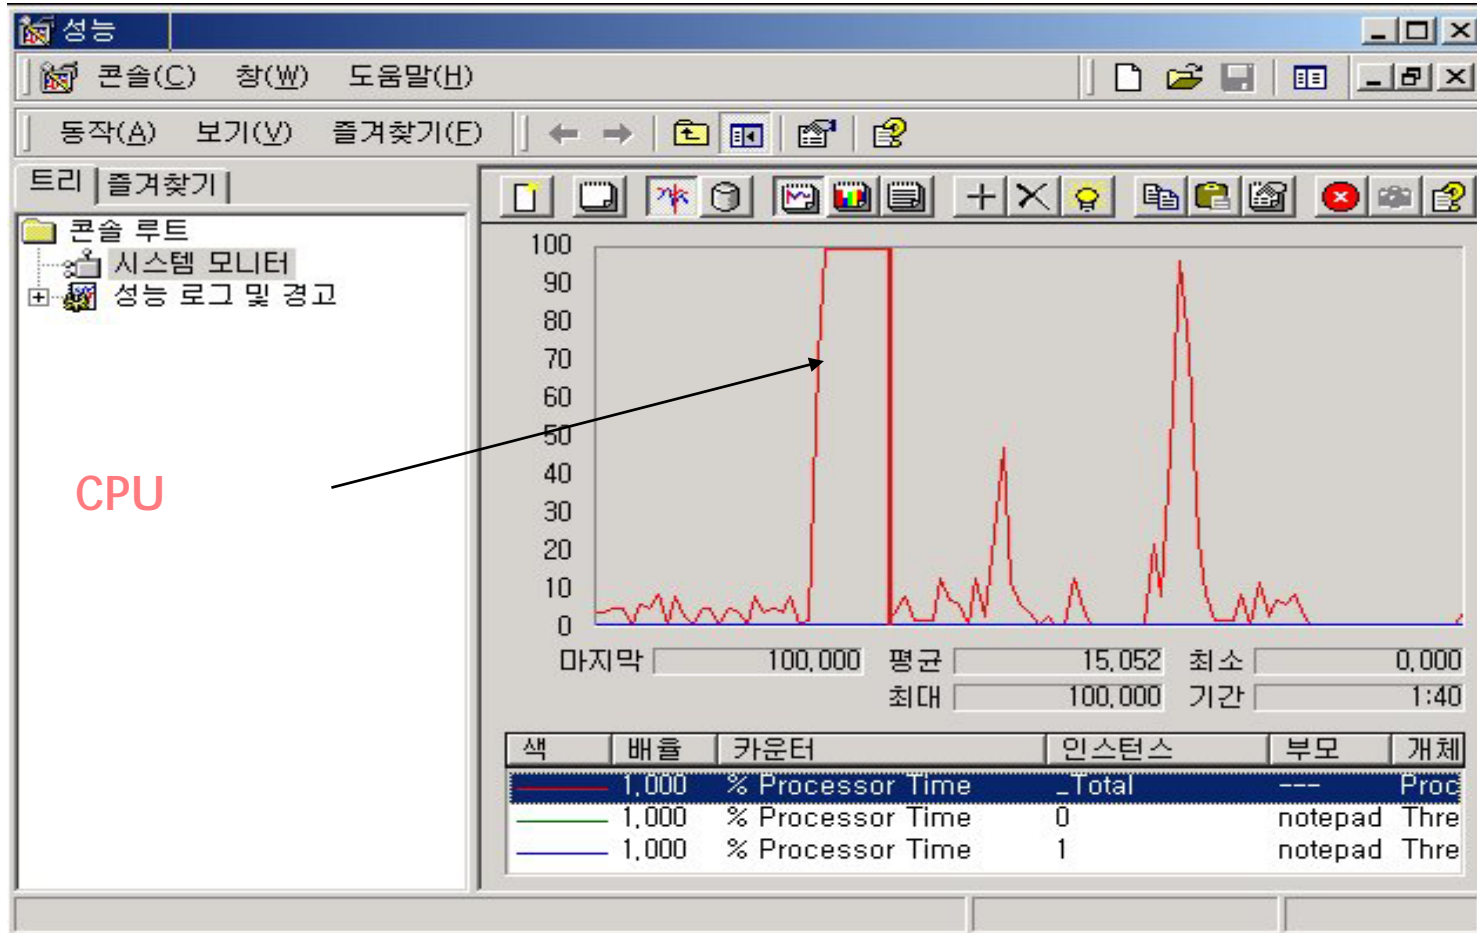 성능
콘솔(C) 창(W) 도움말(H)
동작(A) 보기(V) 즐겨찾기(F)
트리 즐겨찾기
콘솔 루트
시스템 모니터
성능 로그 및 경고
CPU
100
90
80
70
60
50
40
30
20
10
0
마지막 100,000 평균 15,052 최소 0,000
최대 100,000 기간 1:40
색 배율 카운터 인스턴스 부모 개체
1,000 % Processor Time _Total --- Proc
1,000 % Processor Time 0 notepad Thre
1,000 % Processor Time 1 notepad Thre